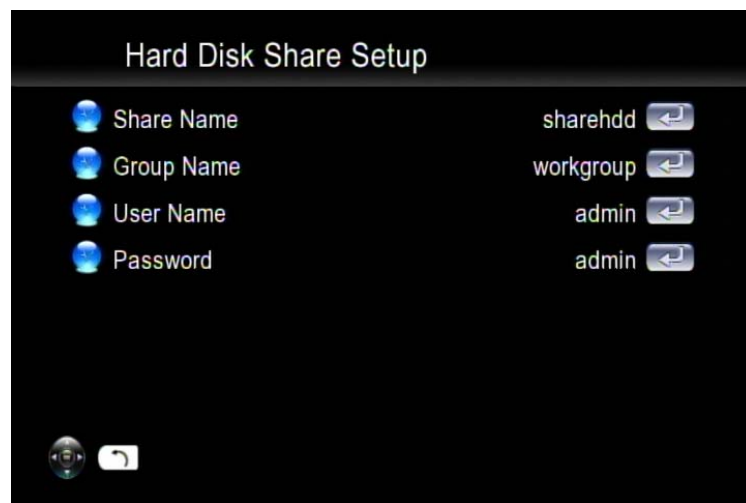 Hard Disk Share Setup
Share Name sharehdd
Group Name workgroup
User Name admin
Password admin